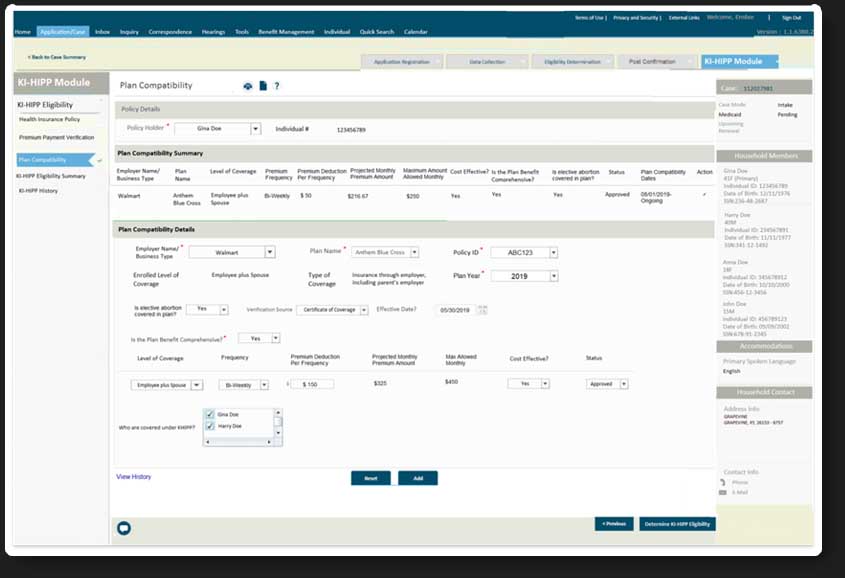 Terms of Use | Privacy and Security | External Links Welcome, Ember | Sign Out
Home Application/Case Inbox Inquiry Correspondence Hearings Tools Benefit Management Individual Quick Search Calendar
Version : 1.1.6380.2
< Back to Case Summary
Application Registration Data Collection Eligibility Determination Post Confirmation KI-HIPP Module
KI-HIPP Module
KI-HIPP Eligibility
Health Insurance Policy
Premium Payment Verification
Plan Compatibility
KI-HIPP Eligibility Summary
KI-HIPP History
Plan Compatibility ?
Policy Details
Policy Holder * Gina Doe Individual # 123456789
Plan Compatibility Summary
Employer Name/ Business Type Plan Name Level of Coverage Premium Frequency Premium Deduction Per Frequency Projected Monthly Premium Amount Maximum Amount Allowed Monthly Cost Effective? Is the Plan Benefit Comprehensive? Is elective abortion covered in plan? Status Plan Compatibility Dates Action
Walmart Anthem Blue Cross Employee plus Spouse Bi-Weekly $ 50 $216.67 $250 Yes Yes Yes Approved 06/01/2019- Ongoing
Plan Compatibility Details
Employer Name/ Business Type * Walmart Plan Name * Anthem Blue Cross Policy ID * ABC123
Enrolled Level of Coverage Employee plus Spouse Type of Coverage Insurance through employer, including parent's employer Plan Year * 2019
Is elective abortion covered in plan? Yes Verification Source Certificate of Coverage Effective Date? 05/30/2019
Is the Plan Benefit Comprehensive? * Yes
Level of Coverage Frequency Premium Deduction Per Frequency Projected Monthly Premium Amount Max Allowed Monthly Cost Effective? Status
Employee plus Spouse Bi-Weekly $ $ 150 $325 $450 Yes Approved
Who are covered under KIHIPP? Gina Doe
Harry Doe
View History Reset Add
< Previous Determine KI-HIPP Eligibility
Case: 112027981
Case Mode Intake
Medicaid Pending
Upcoming
Renewal
Household Members
Gina Doe
41F (Primary)
Individual ID: 123456789
Date of Birth: 12/11/1976
SSN:236-48-2687
Harry Doe
40M
Individual ID: 234567891
Date of Birth: 11/11/1977
SSN:341-12-1492
Anna Doe
18F
Individual ID: 345678912
Date of Birth: 10/10/2000
SSN:456-12-3456
John Doe
15M
Individual ID: 456789123
Date of Birth: 09/09/2002
SSN:678-91-2345
Accommodations
Primary Spoken Language
English
Household Contact
Address Info
GRAPEVINE
GRAPEVINE, 
Contact Info
Phone
E-Mail